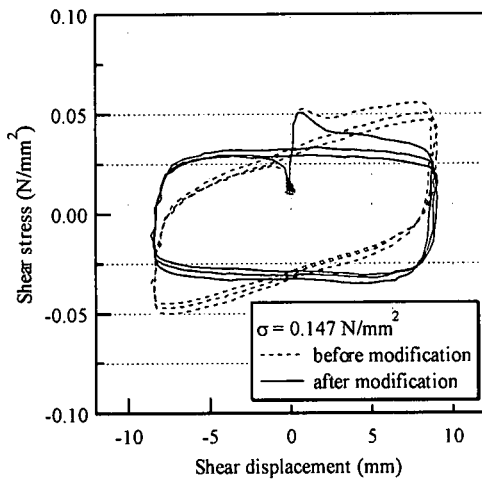 0.10
0.05
0.00
-0.05
-0.10
Shear stress (N/mm²)
σ = 0.147 N/mm²
before modification
after modification
-10 -5 0 5 10
Shear displacement (mm)